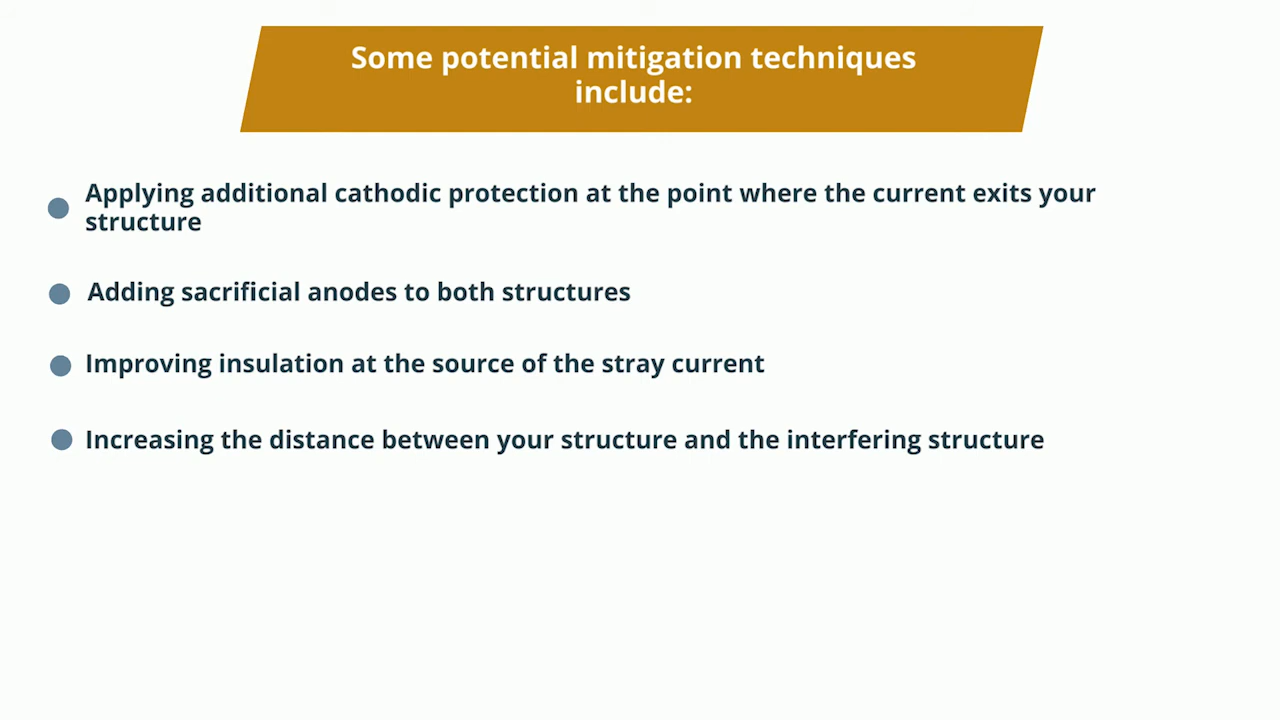 Some potential mitigation techniques
include:
Applying additional cathodic protection at the point where the current exits your
structure
Adding sacrificial anodes to both structures
Improving insulation at the source of the stray current
Increasing the distance between your structure and the interfering structure